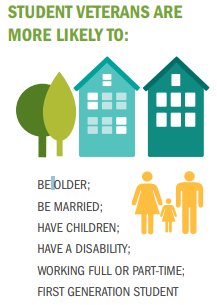 STUDENT VETERANS ARE
MORE LIKELY TO:
BE OLDER;
BE MARRIED;
HAVE CHILDREN;
HAVE A DISABILITY;
WORKING FULL OR PART-TIME;
FIRST GENERATION STUDENT